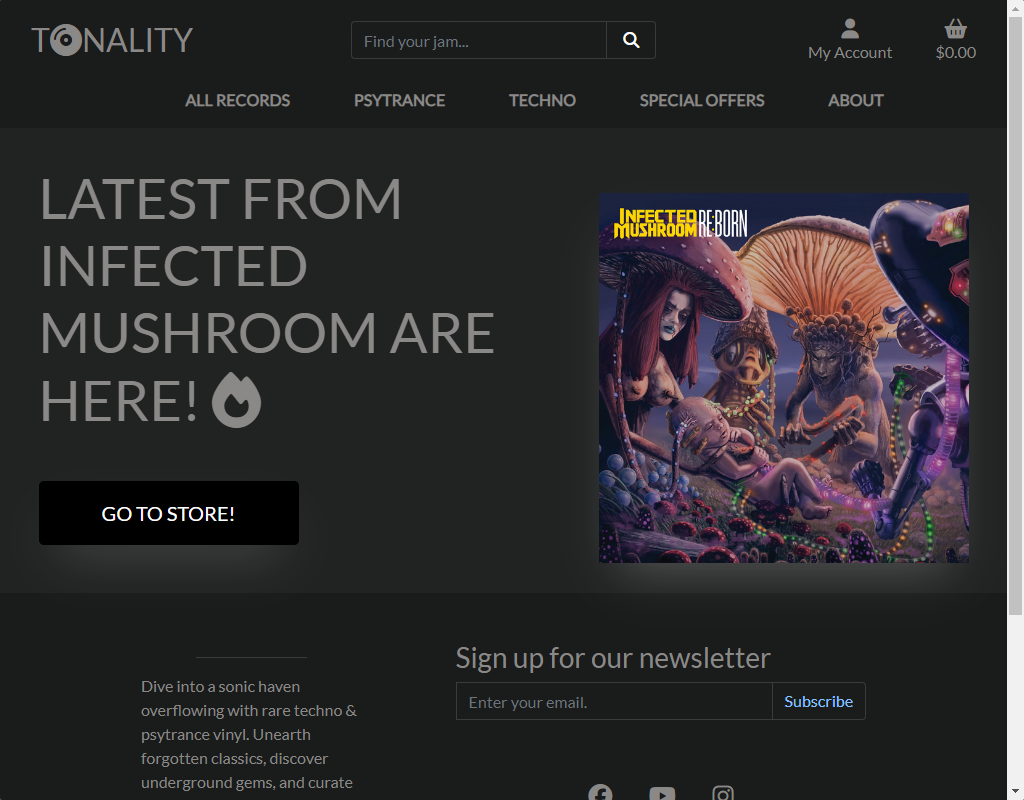 TONALITY
Find your jam...
My Account
$0.00
ALL RECORDS
PSYTRANCE
TECHNO
SPECIAL OFFERS
ABOUT
LATEST FROM
INFECTED
MUSHROOM ARE
HERE!
GO TO STORE!
INFECTED
MUSHROOM RE:BORN
Dive into a sonic haven
overflowing with rare techno &
psytrance vinyl. Unearth
forgotten classics, discover
underground gems, and curate
Sign up for our newsletter
Enter your email.
Subscribe